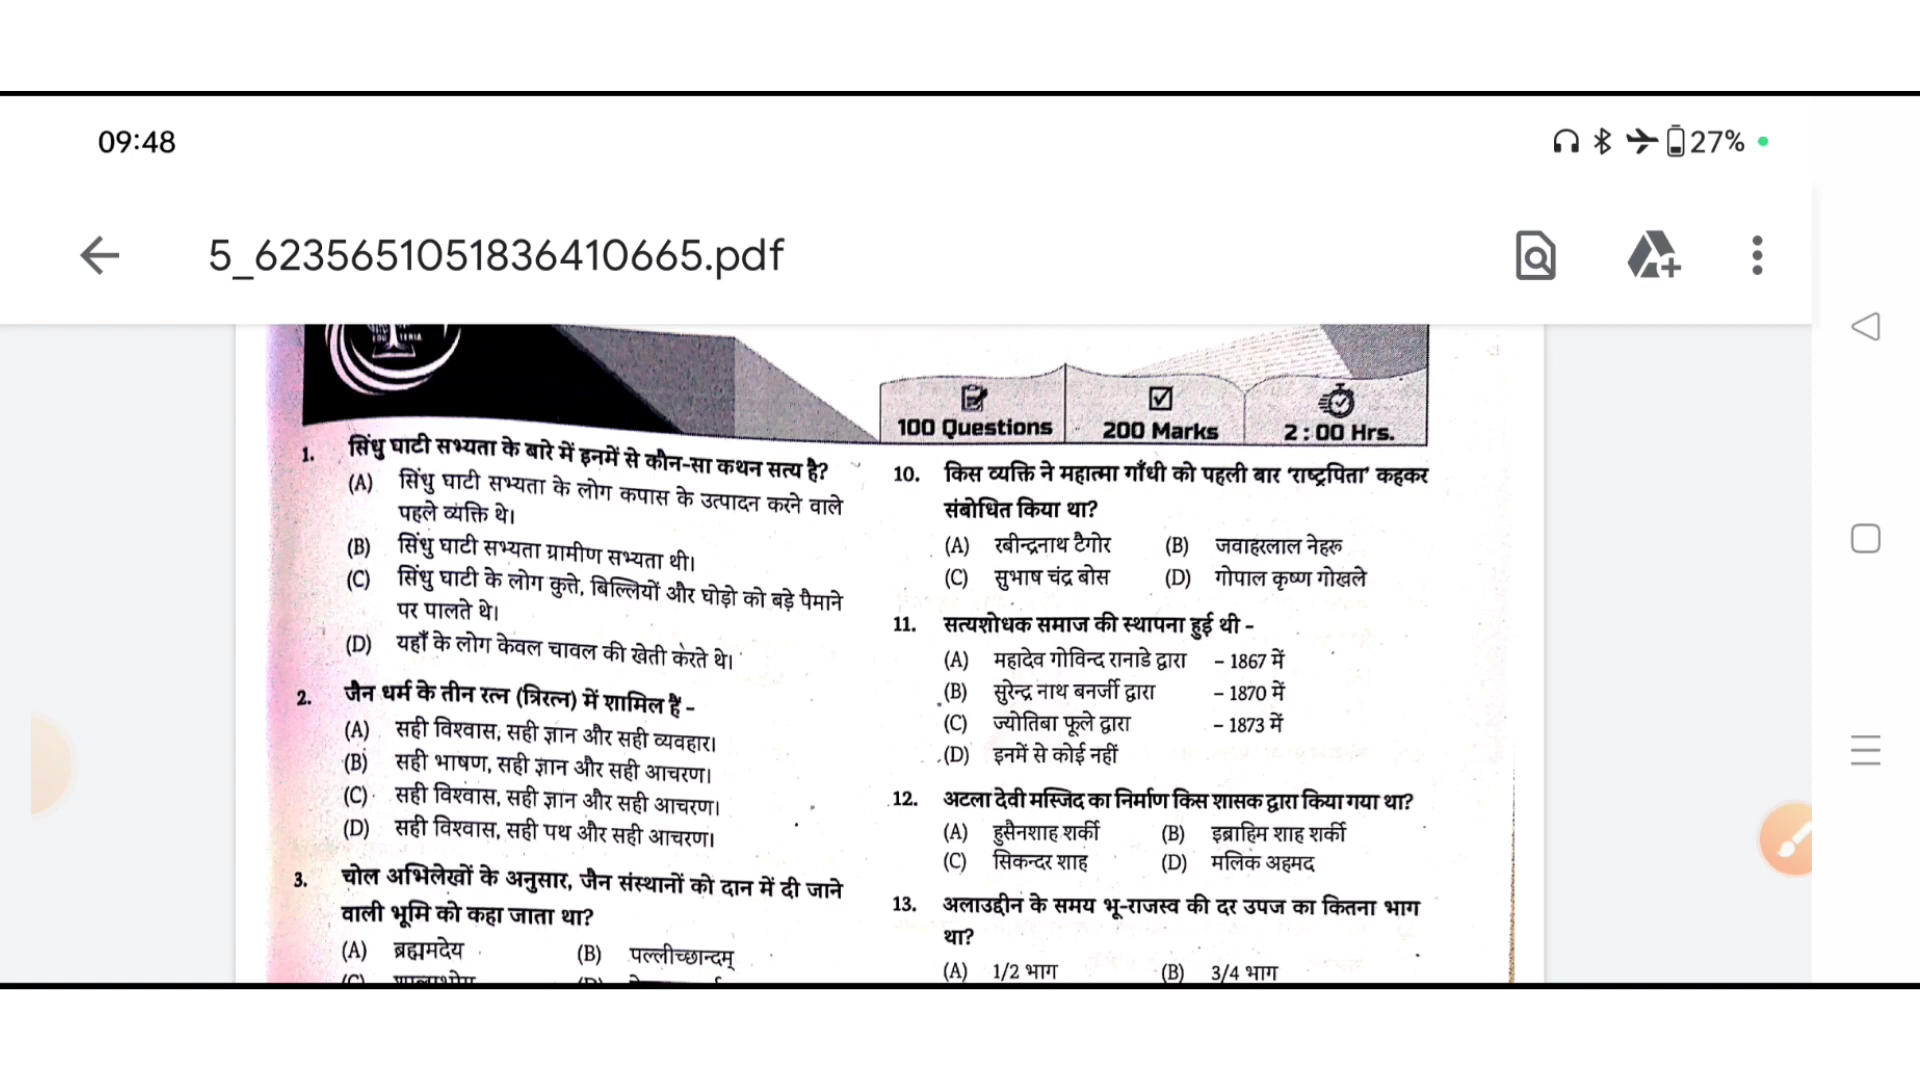 09:48
27%
5_6235651051836410665.pdf
100 Questions
200 Marks
2:00 Hrs.
1. सिंधु घाटी सभ्यता के बारे में इनमें से कौन-सा कथन सत्य है?
(A) सिंधु घाटी सभ्यता के लोग कपास के उत्पादन करने वाले
पहले व्यक्ति थे।
(B) सिंधु घाटी सभ्यता ग्रामीण सभ्यता थी।
(C) सिंधु घाटी के लोग कुत्ते, बिल्लियों और घोड़ो को बड़े पैमाने
पर पालते थे।
(D) यहाँ के लोग केवल चावल की खेती करते थे।
2. जैन धर्म के तीन रत्न (त्रिरत्न) में शामिल हैं -
(A) सही विश्वास, सही ज्ञान और सही व्यवहार।
(B) सही भाषण, सही ज्ञान और सही आचरण।
(C) सही विश्वास, सही ज्ञान और सही आचरण।
(D) सही विश्वास, सही पथ और सही आचरण।
3. चोल अभिलेखों के अनुसार, जैन संस्थानों को दान में दी जाने
वाली भूमि को कहा जाता था?
(A) ब्रह्मदेय (B) पल्लीच्छान्दम्
10. किस व्यक्ति ने महात्मा गाँधी को पहली बार 'राष्ट्रपिता' कहकर
संबोधित किया था?
(A) रबीन्द्रनाथ टैगोर (B) जवाहरलाल नेहरू
(C) सुभाष चंद्र बोस (D) गोपाल कृष्ण गोखले
11. सत्यशोधक समाज की स्थापना हुई थी -
(A) महादेव गोविन्द रानाडे द्वारा - 1867 में
(B) सुरेन्द्र नाथ बनर्जी द्वारा - 1870 में
(C) ज्योतिबा फूले द्वारा - 1873 में
(D) इनमें से कोई नहीं
12. अटला देवी मस्जिद का निर्माण किस शासक द्वारा किया गया था?
(A) हुसैनशाह शर्की (B) इब्राहिम शाह शर्की
(C) सिकन्दर शाह (D) मलिक अहमद
13. अलाउद्दीन के समय भू-राजस्व की दर उपज का कितना भाग
था?
(A) 1/2 भाग (B) 3/4 भाग